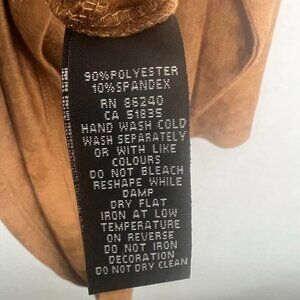 90% POLYESTER
10% SPANDEX
RN 86240
CA 51835
HAND WASH COLD
WASH SEPARATELY
OR WITH LIKE
COLOURS
DO NOT BLEACH
RESHAPE WHILE
DAMP
DRY FLAT
IRON AT LOW
TEMPERATURE
ON REVERSE
DO NOT IRON
DECORATION
DO NOT DRY CLEAN